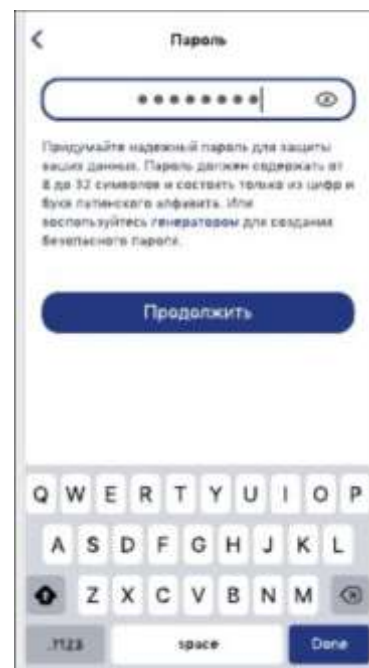 Пароль
Придумайте надежный пароль для защиты
ваших данных. Пароль должен содержать от
8 до 32 символов и состоять только из цифр и
букв латинского алфавита. Или
воспользуйтесь генератором для создания
безопасного пароля.
Продолжить
Q W E R T Y U I O P
A S D F G H J K L
Z X C V B N M
.?123 space Done